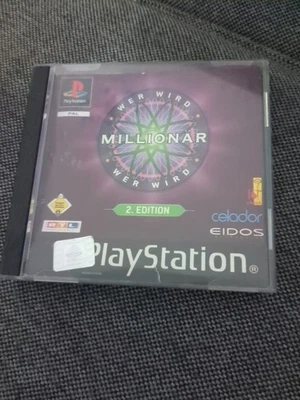 PlayStation
PAL
WER WIRD
MILLIONÄR
WER WIRD
2. EDITION
celador
EIDOS
RTL
PlayStation®